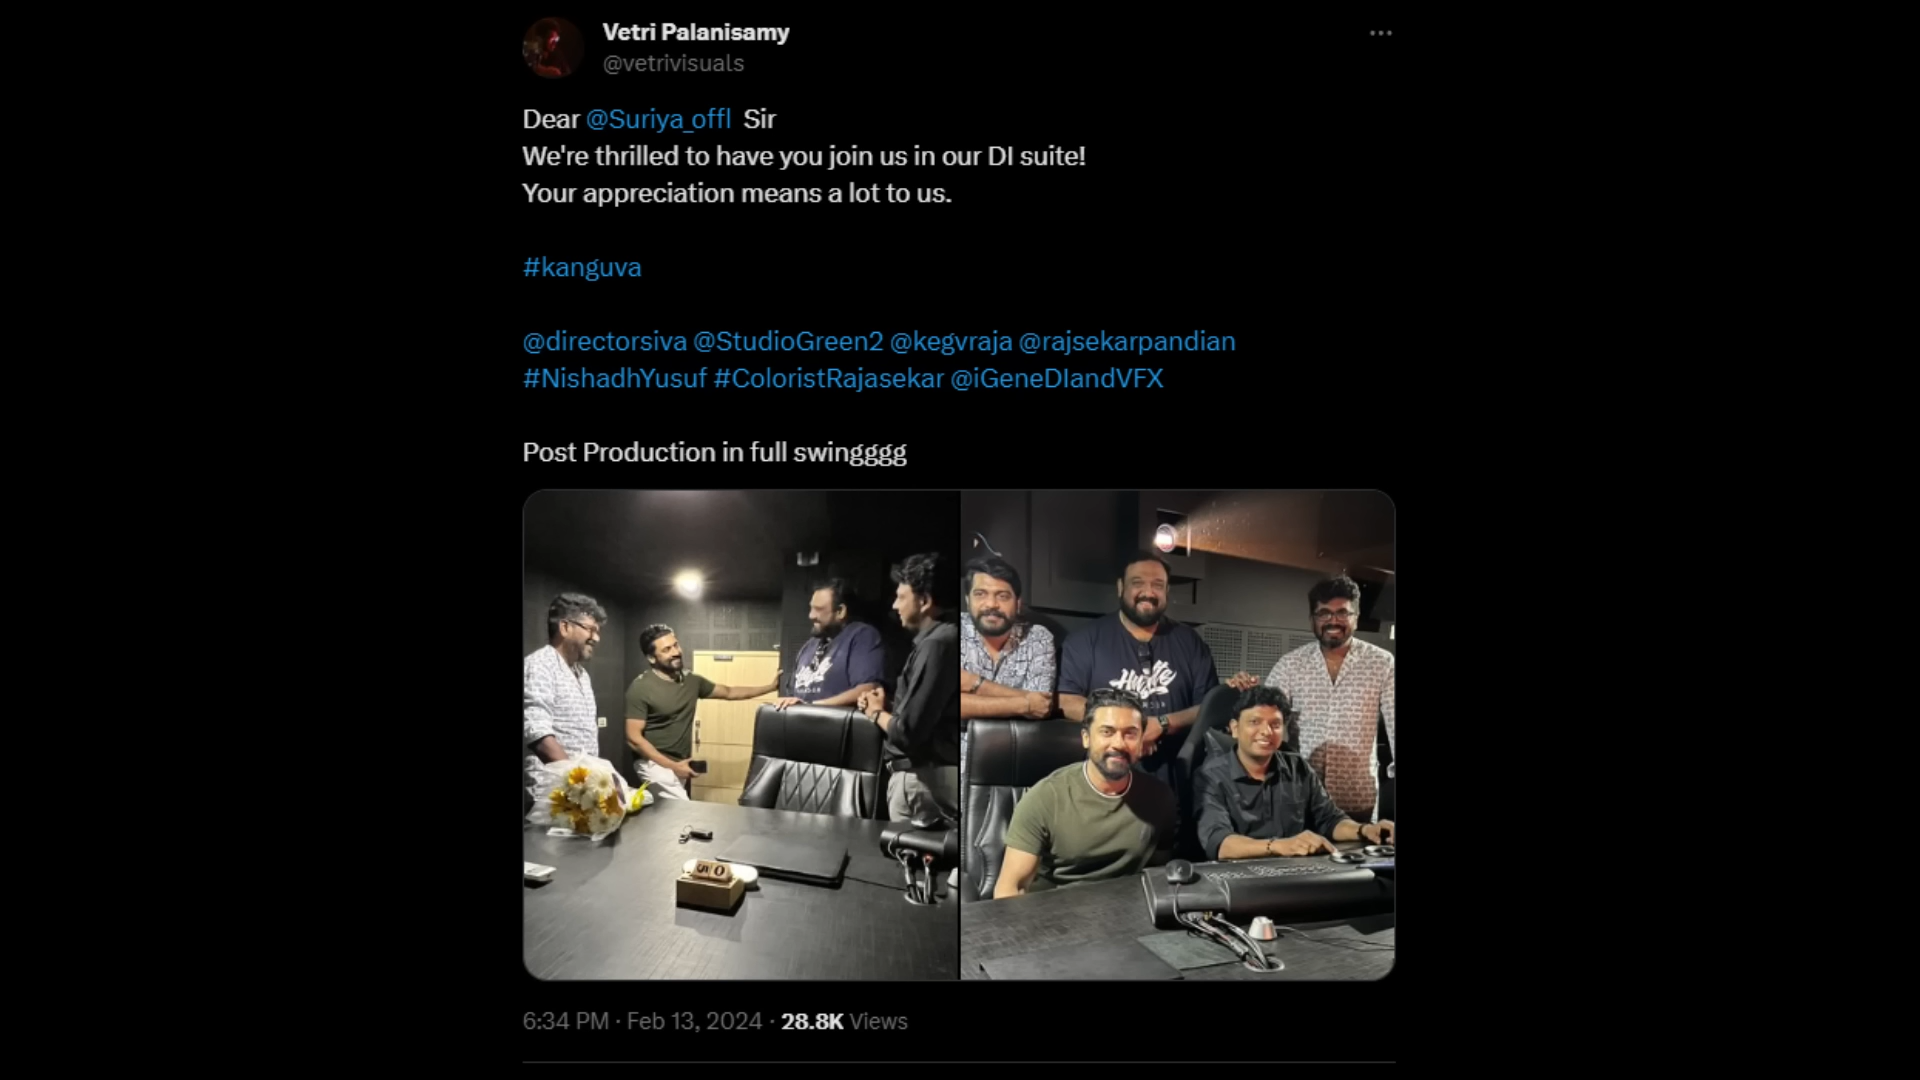 Vetri Palanisamy
@vetrivisuals
Dear @Suriya_offl Sir
We're thrilled to have you join us in our DI suite!
Your appreciation means a lot to us.
#kanguva
@directorsiva @StudioGreen2 @kegvraja @rajsekarpandian
#NishadhYusuf #ColoristRajasekar @iGeneDIandVFX
Post Production in full swingggg
50
Hustle
6:34 PM · Feb 13, 2024 · 28.8K Views